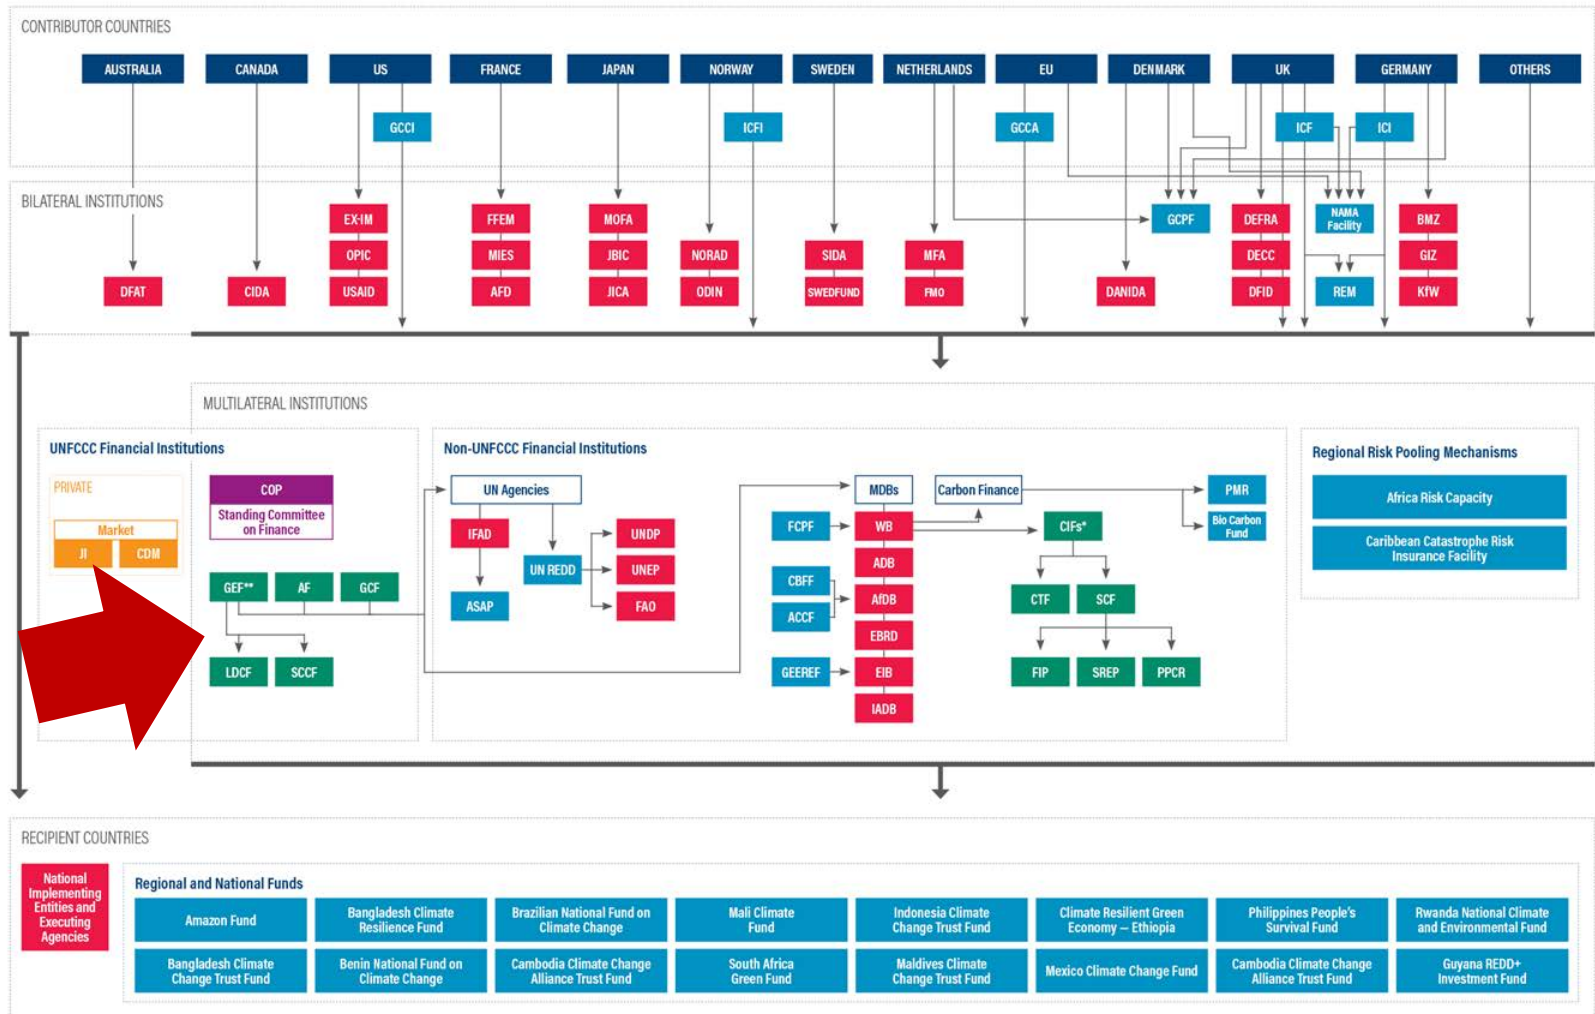 CONTRIBUTOR COUNTRIES
AUSTRALIA
CANADA
US
FRANCE
JAPAN
NORWAY
SWEDEN
NETHERLANDS
EU
DENMARK
UK
GERMANY
OTHERS
GCCI
ICFI
GCCA
ICF
ICI
BILATERAL INSTITUTIONS
EX-IM
FFEM
MOFA
GCPF
DEFRA
NAMA
Facility
BMZ
OPIC
MIES
JBIC
NORAD
SIDA
MFA
DECC
GIZ
DFAT
CIDA
USAID
AFD
JICA
ODIN
SWEDFUND
FMO
DANIDA
DFID
REM
KfW
MULTILATERAL INSTITUTIONS
UNFCCC Financial Institutions
PRIVATE
Market
JI
CDM
COP
Standing Committee
on Finance
GEF**
AF
GCF
LDCF
SCCF
Non-UNFCCC Financial Institutions
UN Agencies
IFAD
UN REDD
ASAP
UNDP
UNEP
FAO
MDBs
Carbon Finance
PMR
Bio Carbon
Fund
FCPF
WB
CIFs*
ADB
CBFF
ACCF
AfDB
CTF
SCF
EBRD
GEEREF
EIB
FIP
SREP
PPCR
IADB
Regional Risk Pooling Mechanisms
Africa Risk Capacity
Caribbean Catastrophe Risk
Insurance Facility
RECIPIENT COUNTRIES
National
Implementing
Entities and
Executing
Agencies
Regional and National Funds
Amazon Fund
Bangladesh Climate
Resilience Fund
Brazilian National Fund on
Climate Change
Mali Climate
Fund
Indonesia Climate
Change Trust Fund
Climate Resilient Green
Economy – Ethiopia
Philippines People's
Survival Fund
Rwanda National Climate
and Environmental Fund
Bangladesh Climate
Change Trust Fund
Benin National Fund on
Climate Change
Cambodia Climate Change
Alliance Trust Fund
South Africa
Green Fund
Maldives Climate
Change Trust Fund
Mexico Climate Change Fund
Cambodia Climate Change
Alliance Trust Fund
Guyana REDD+
Investment Fund